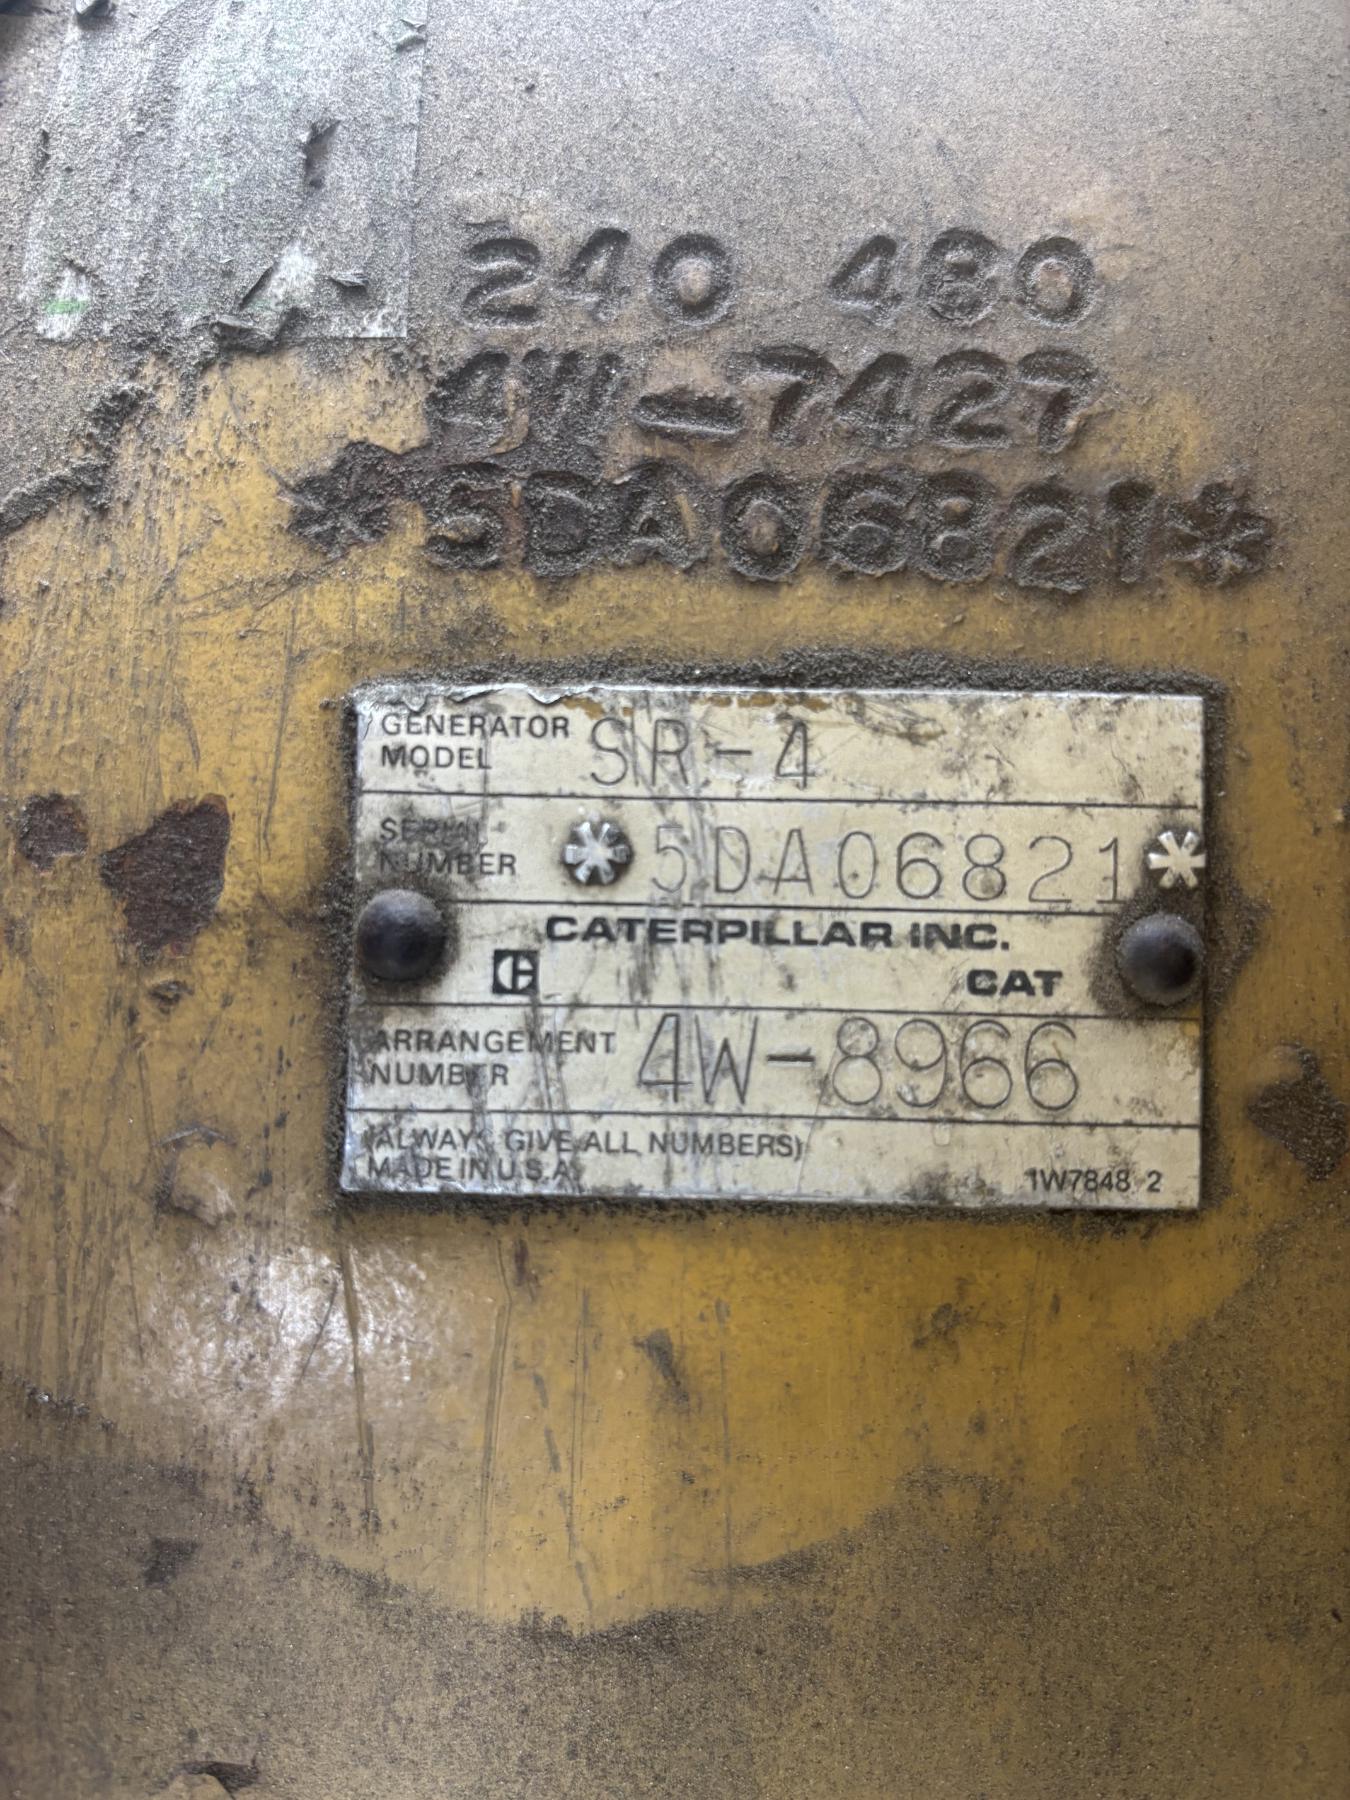 240 480
4W-7427
*5DA06821*
GENERATOR MODEL SR-4
SERIAL NUMBER *5DA06821*
CATERPILLAR INC.
CAT
ARRANGEMENT NUMBER 4W-8966
(ALWAYS GIVE ALL NUMBERS)
MADE IN U.S.A. 1W7848 2